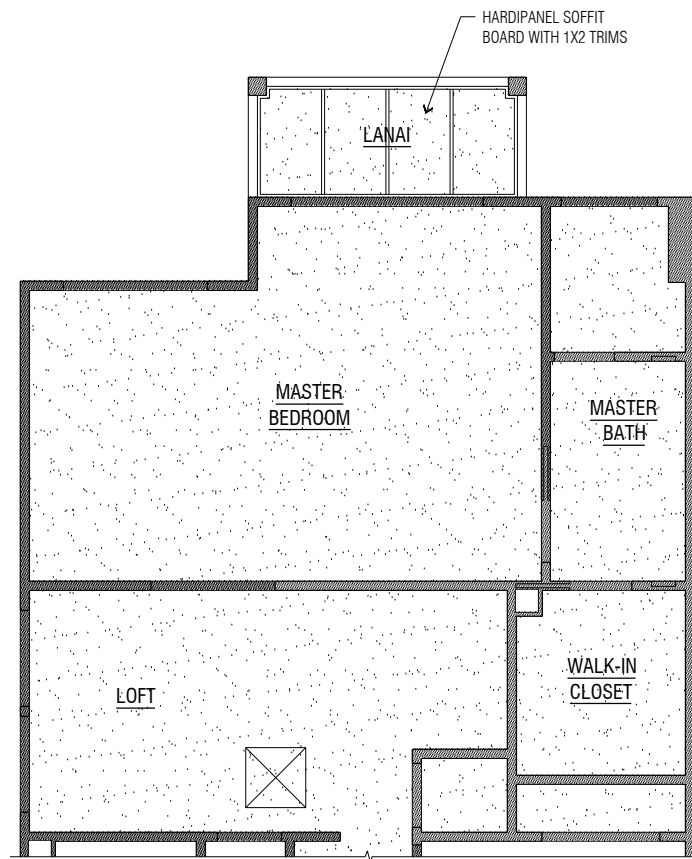 HARDIPANEL SOFFIT
BOARD WITH 1X2 TRIMS
LANAI
MASTER
BEDROOM
MASTER
BATH
LOFT
WALK-IN
CLOSET